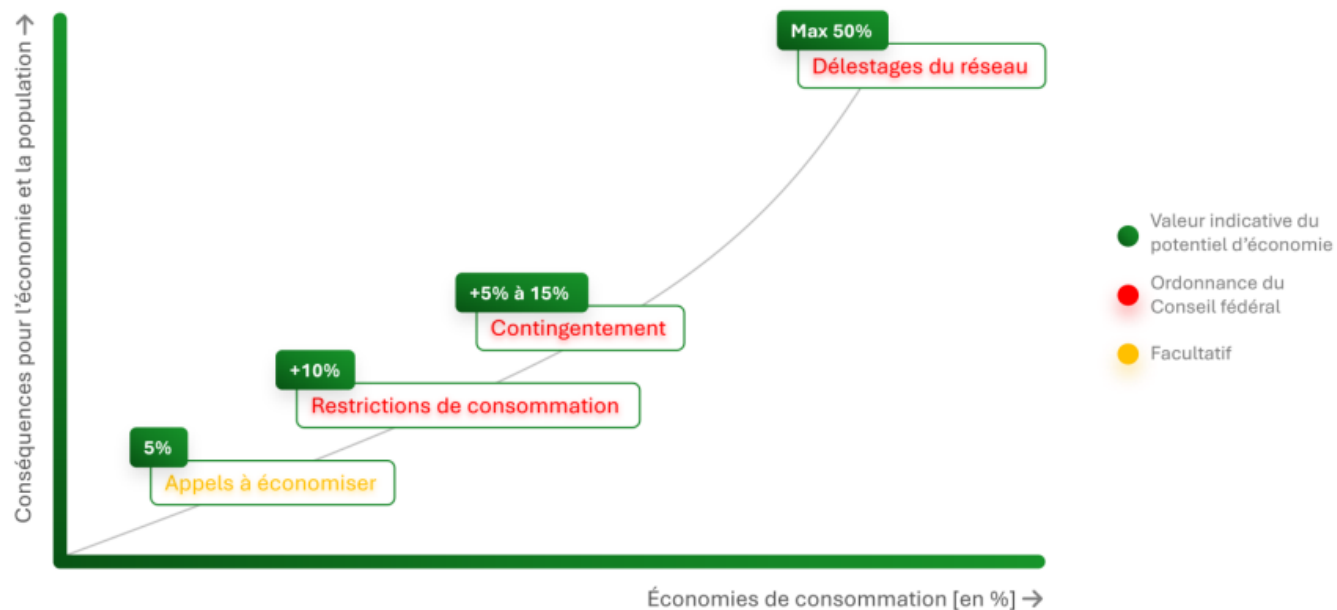 Conséquences pour l'économie et la population →
Max 50%
Délestages du réseau
+5% à 15%
Contingentement
+10%
Restrictions de consommation
5%
Appels à économiser
Économies de consommation [en %] →
Valeur indicative du
potentiel d'économie
Ordonnance du
Conseil fédéral
Facultatif